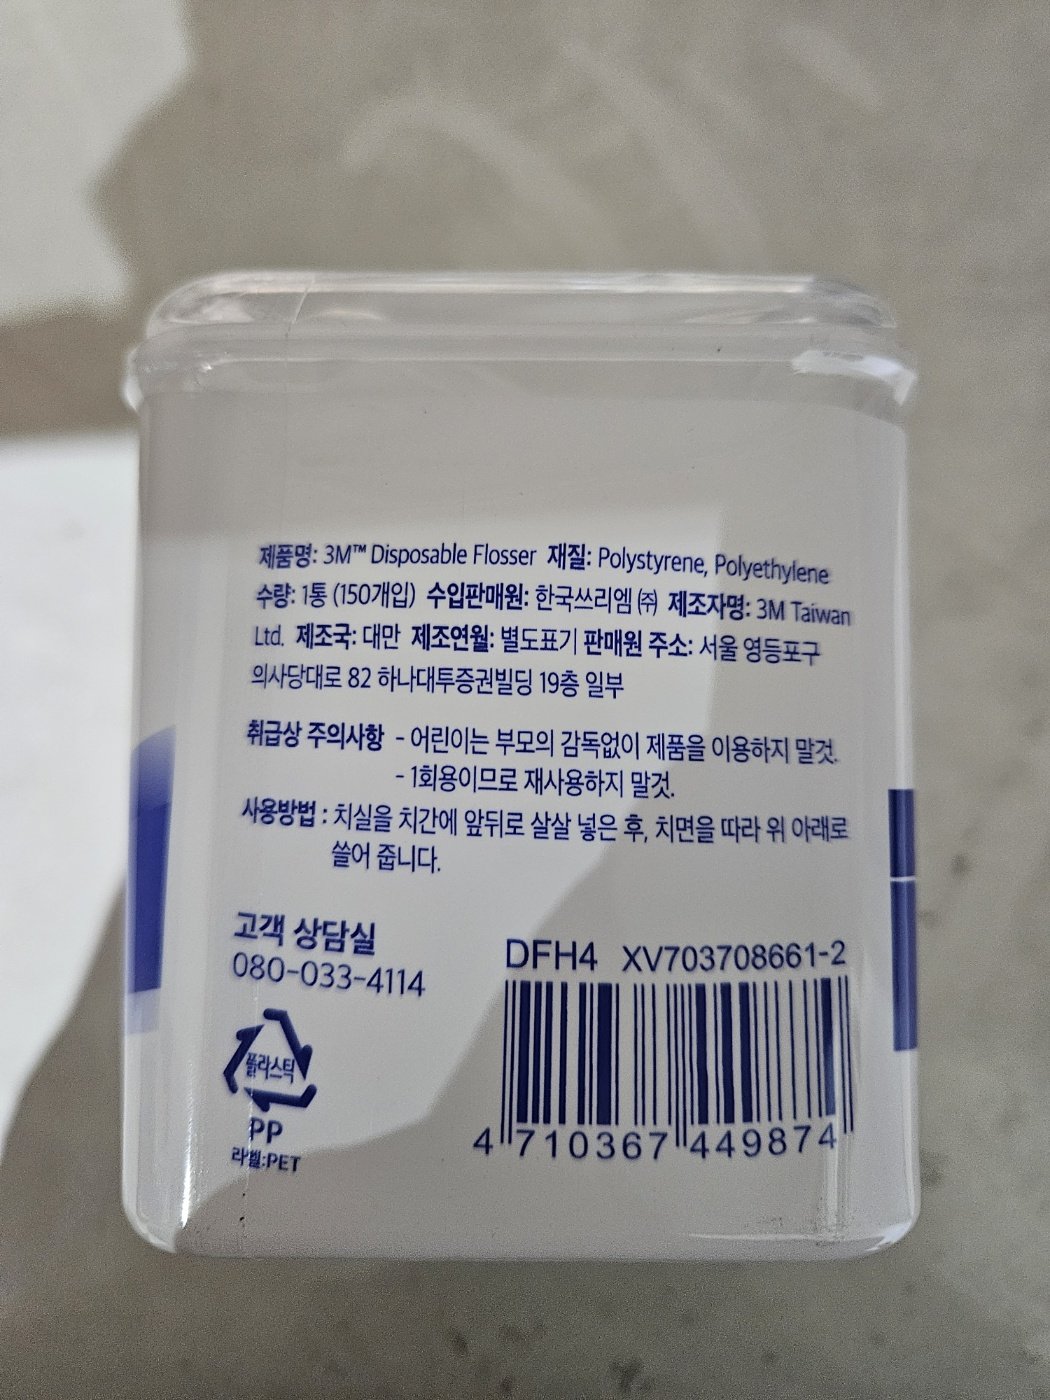 제품명: 3M™ Disposable Flosser 재질: Polystyrene, Polyethylene
수량: 1통 (150개입) 수입판매원: 한국쓰리엠 ㈜ 제조자명: 3M Taiwan
Ltd. 제조국: 대만 제조연월: 별도표기 판매원 주소: 서울 영등포구
의사당대로 82 하나대투증권빌딩 19층 일부
취급상 주의사항 - 어린이는 부모의 감독없이 제품을 이용하지 말것.
- 1회용이므로 재사용하지 말것.
사용방법 : 치실을 치간에 앞뒤로 살살 넣은 후, 치면을 따라 위 아래로
쓸어 줍니다.
고객 상담실
080-033-4114
플라스틱
PP
라벨:PET
DFH4 XV703708661-2
4 710367 449874